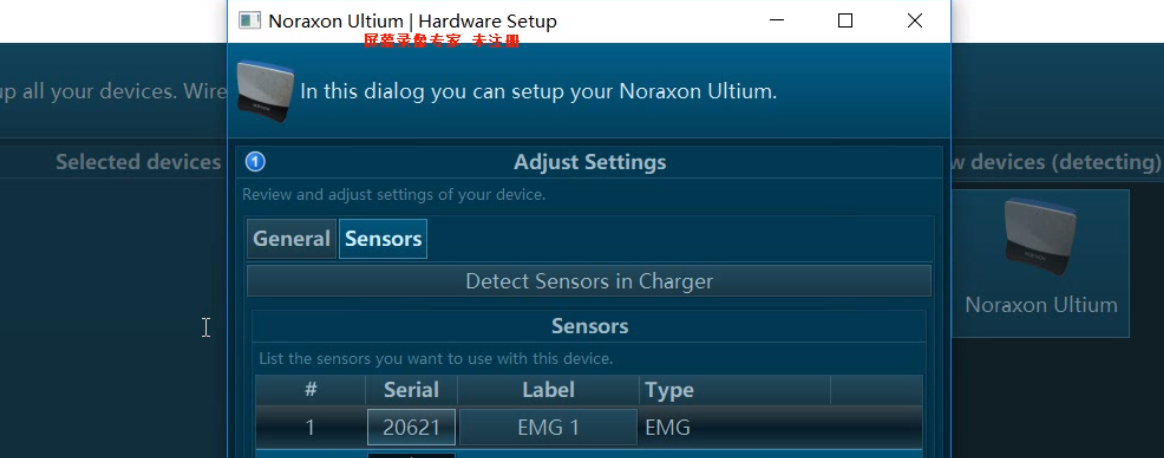 Noraxon Ultium | Hardware Setup
屏幕录像专家 未注册
up all your devices. Wire
In this dialog you can setup your Noraxon Ultium.
Selected devices
1
Adjust Settings
w devices (detecting)
Review and adjust settings of your device.
General Sensors
Detect Sensors in Charger
Noraxon Ultium
Sensors
List the sensors you want to use with this device.
# Serial Label Type
1 20621 EMG 1 EMG